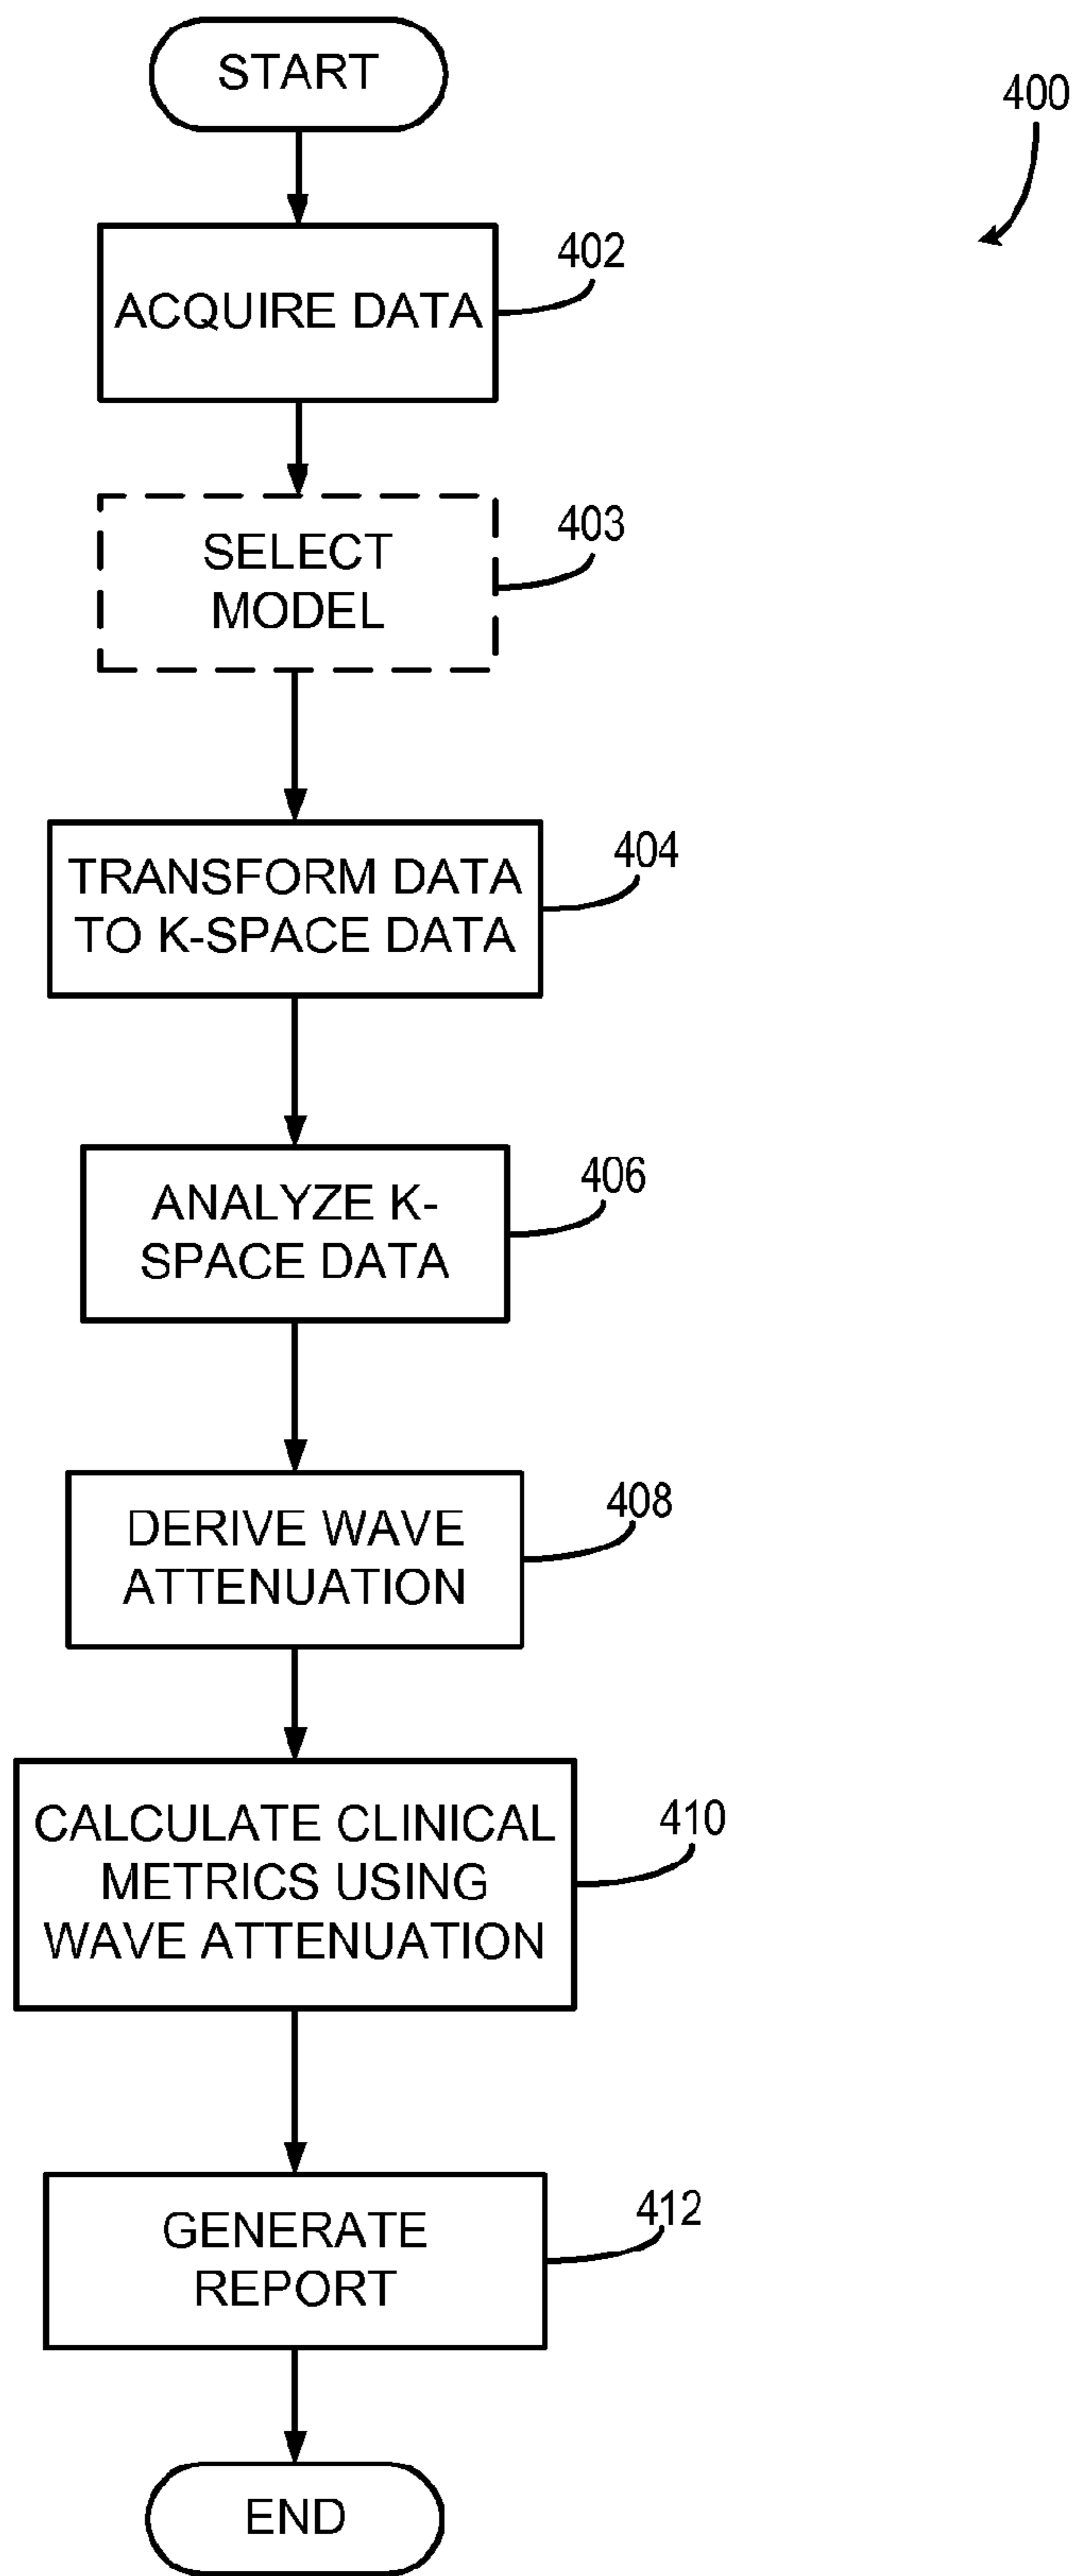 START
400
402
ACQUIRE DATA
403
SELECT
MODEL
404
TRANSFORM DATA
TO K-SPACE DATA
406
ANALYZE K-
SPACE DATA
408
DERIVE WAVE
ATTENUATION
410
CALCULATE CLINICAL
METRICS USING
WAVE ATTENUATION
412
GENERATE
REPORT
END